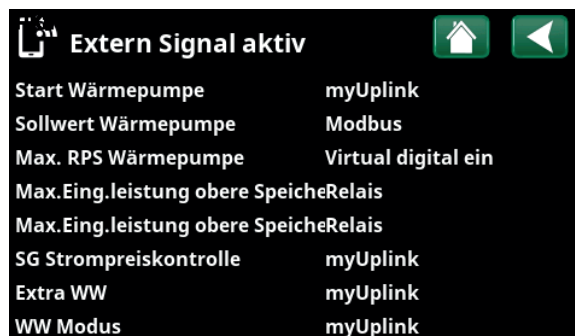 Extern Signal aktiv
Start Wärmepumpe myUplink
Sollwert Wärmepumpe Modbus
Max. RPS Wärmepumpe Virtual digital ein
Max.Eing.leistung obere SpeicheRelais
Max.Eing.leistung obere SpeicheRelais
SG Strompreiskontrolle myUplink
Extra WW myUplink
WW Modus myUplink